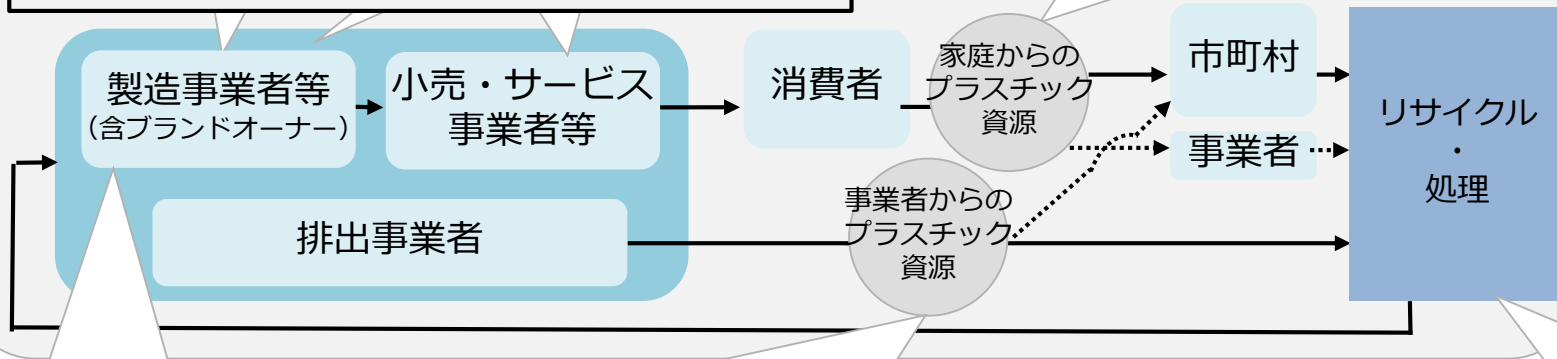 製造事業者等
（含ブランドオーナー）
小売・サービス
事業者等
消費者
家庭からの
プラスチック
資源
市町村
事業者
リサイクル
・
処理
排出事業者
事業者からの
プラスチック
資源